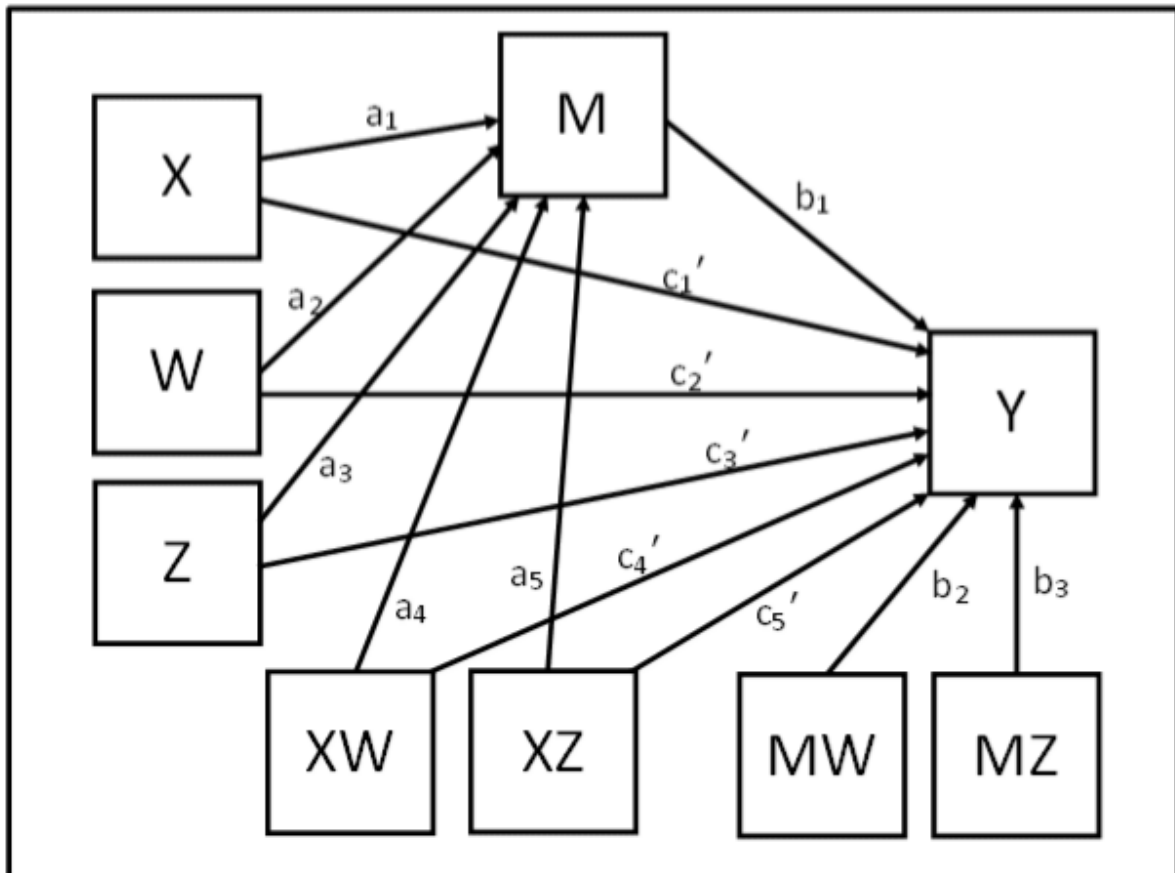 M
X
a₁
b₁
c₁′
W
a₂
c₂′
Y
Z
a₃
c₃′
a₄
a₅
c₄′
c₅′
b₂
b₃
XW
XZ
MW
MZ